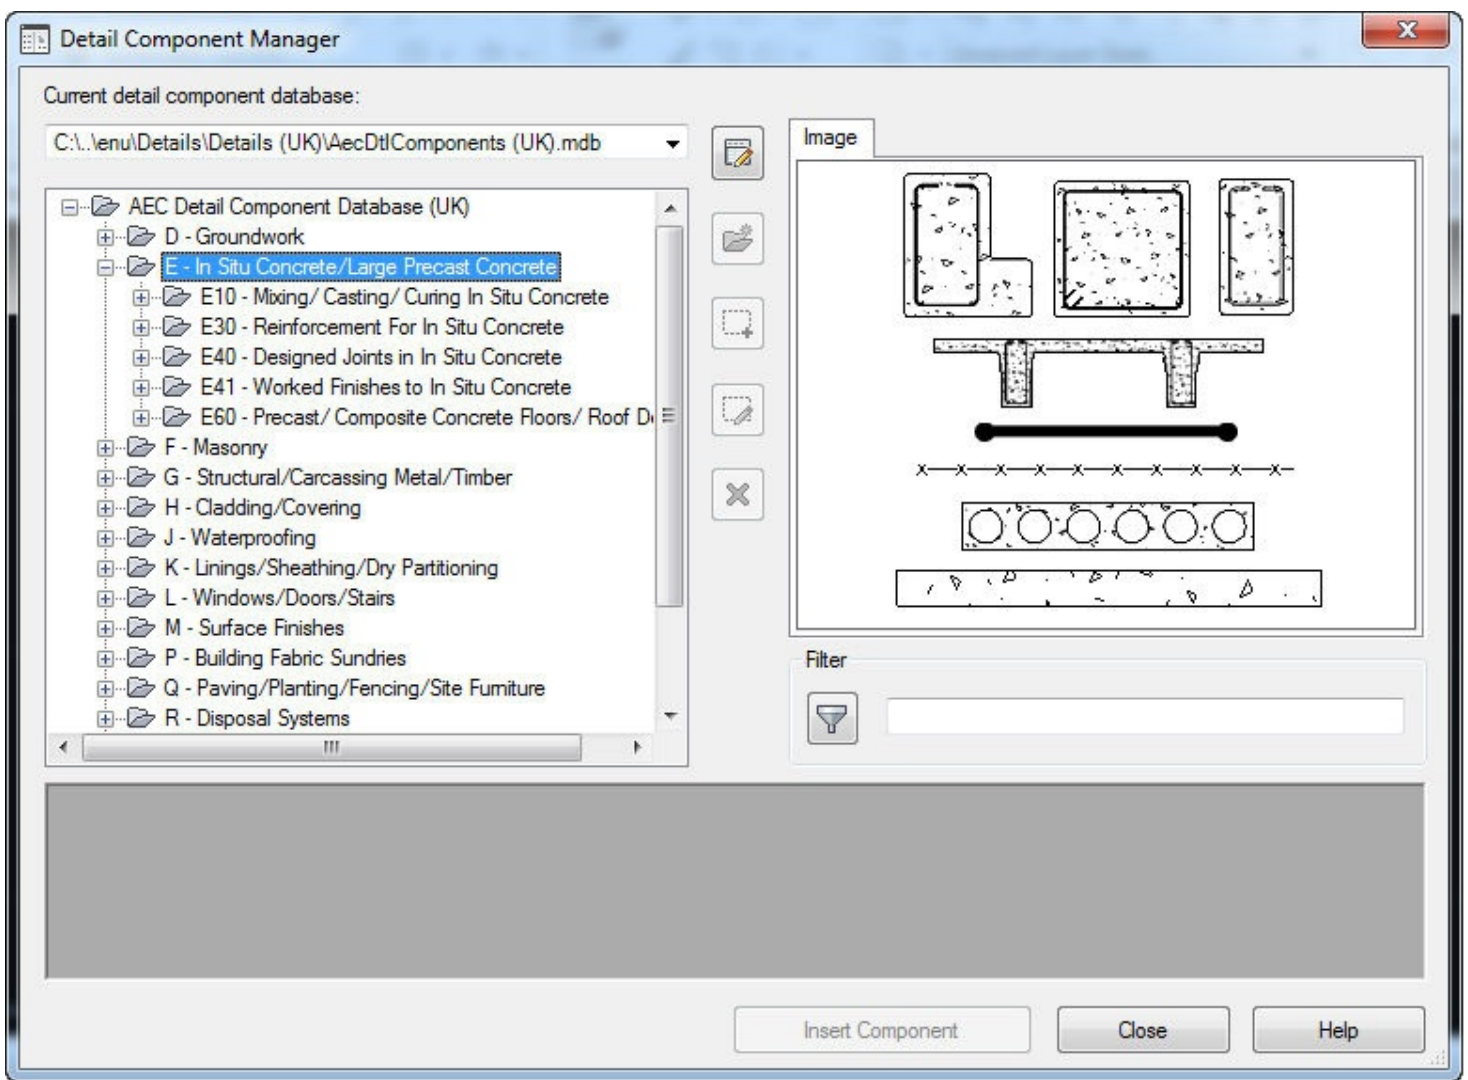 Detail Component Manager
Current detail component database:
C:\..\enu\Details\Details (UK)\AecDtlComponents (UK).mdb
AEC Detail Component Database (UK)
D - Groundwork
E - In Situ Concrete/Large Precast Concrete
E10 - Mixing/ Casting/ Curing In Situ Concrete
E30 - Reinforcement For In Situ Concrete
E40 - Designed Joints in In Situ Concrete
E41 - Worked Finishes to In Situ Concrete
E60 - Precast/ Composite Concrete Floors/ Roof D
F - Masonry
G - Structural/Carcassing Metal/Timber
H - Cladding/Covering
J - Waterproofing
K - Linings/Sheathing/Dry Partitioning
L - Windows/Doors/Stairs
M - Surface Finishes
P - Building Fabric Sundries
Q - Paving/Planting/Fencing/Site Furniture
R - Disposal Systems
Image
Filter
Insert Component
Close
Help